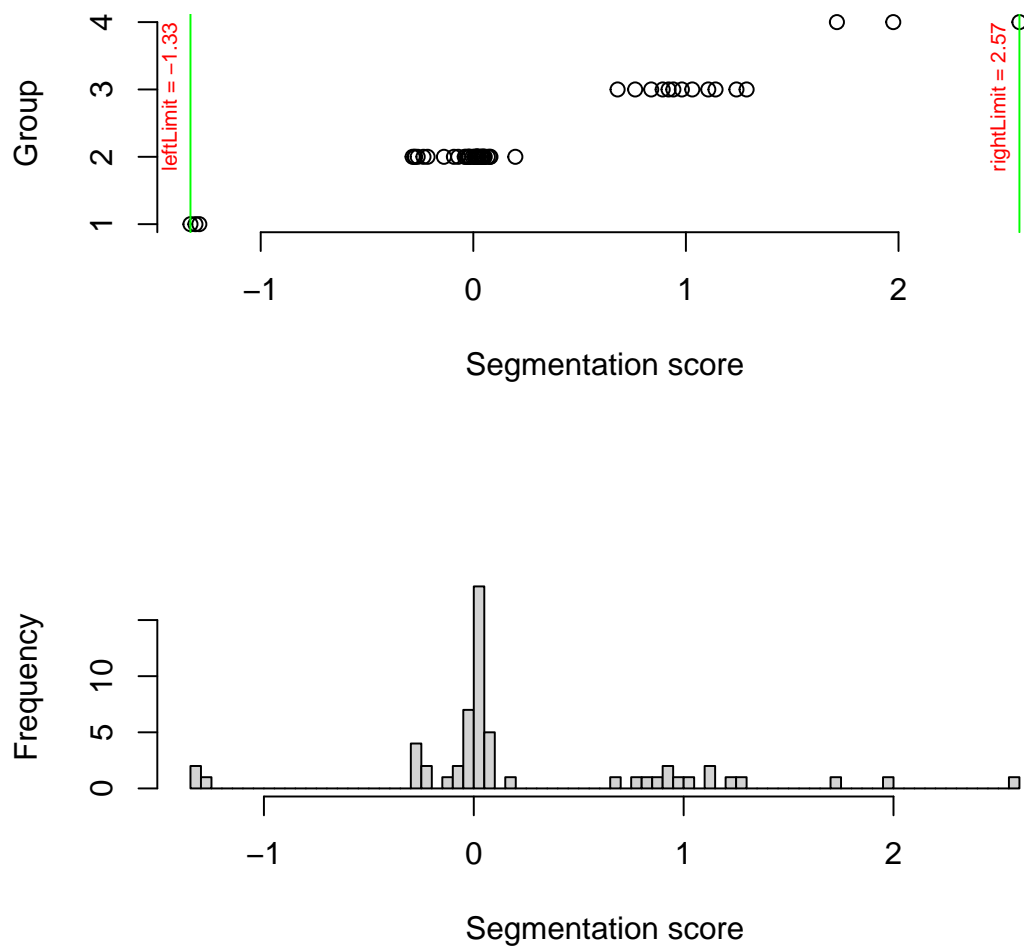 4
3
2
1
Group
leftLimit = −1.33
rightLimit = 2.57
−1 0 1 2
Segmentation score
10
5
0
Frequency
−1 0 1 2
Segmentation score